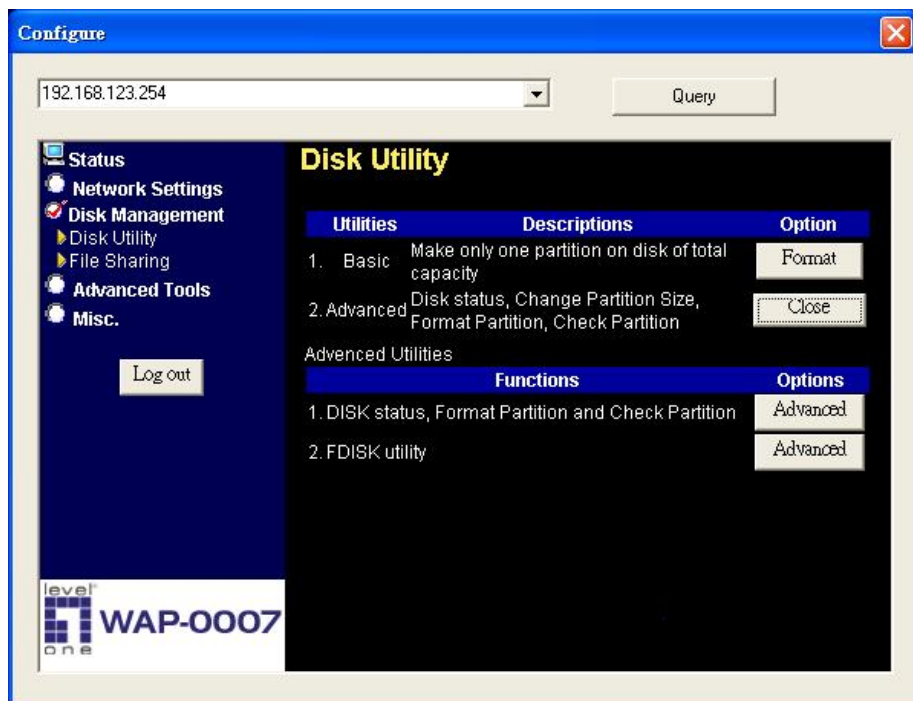 Configure
192.168.123.254
Query
Status
Network Settings
Disk Management
Disk Utility
File Sharing
Advanced Tools
Misc.
Log out
level
one
WAP-0007
Disk Utility
Utilities Descriptions Option
1. Basic Make only one partition on disk of total capacity Format
2. Advanced Disk status, Change Partition Size, Format Partition, Check Partition Close
Advenced Utilities
Functions Options
1. DISK status, Format Partition and Check Partition Advanced
2. FDISK utility Advanced